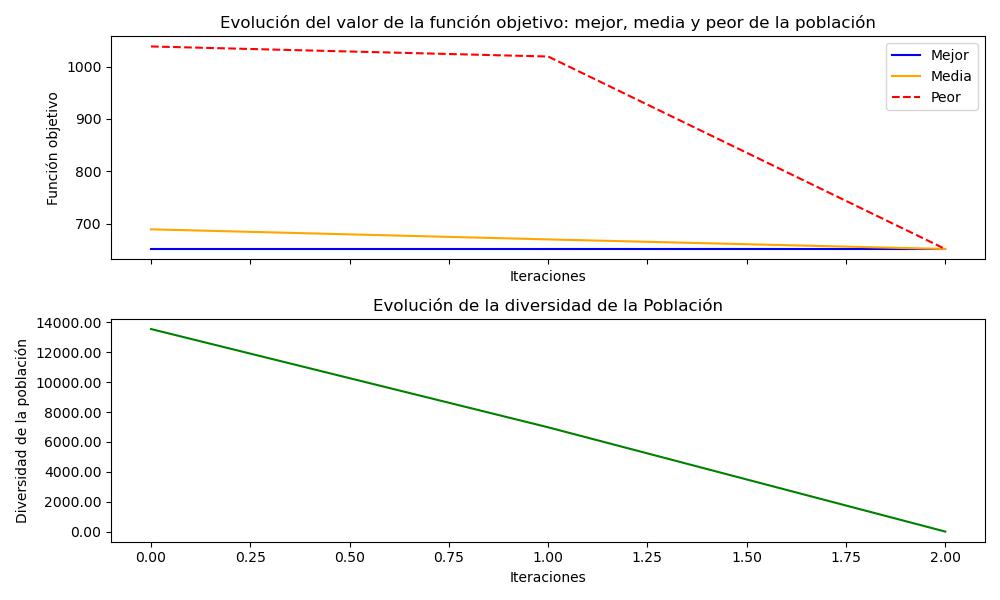 Evolución del valor de la función objetivo: mejor, media y peor de la población
Función objetivo
1000
900
800
700
Mejor
Media
Peor
Iteraciones
Evolución de la diversidad de la Población
Diversidad de la población
14000.00
12000.00
10000.00
8000.00
6000.00
4000.00
2000.00
0.00
0.00 0.25 0.50 0.75 1.00 1.25 1.50 1.75 2.00
Iteraciones